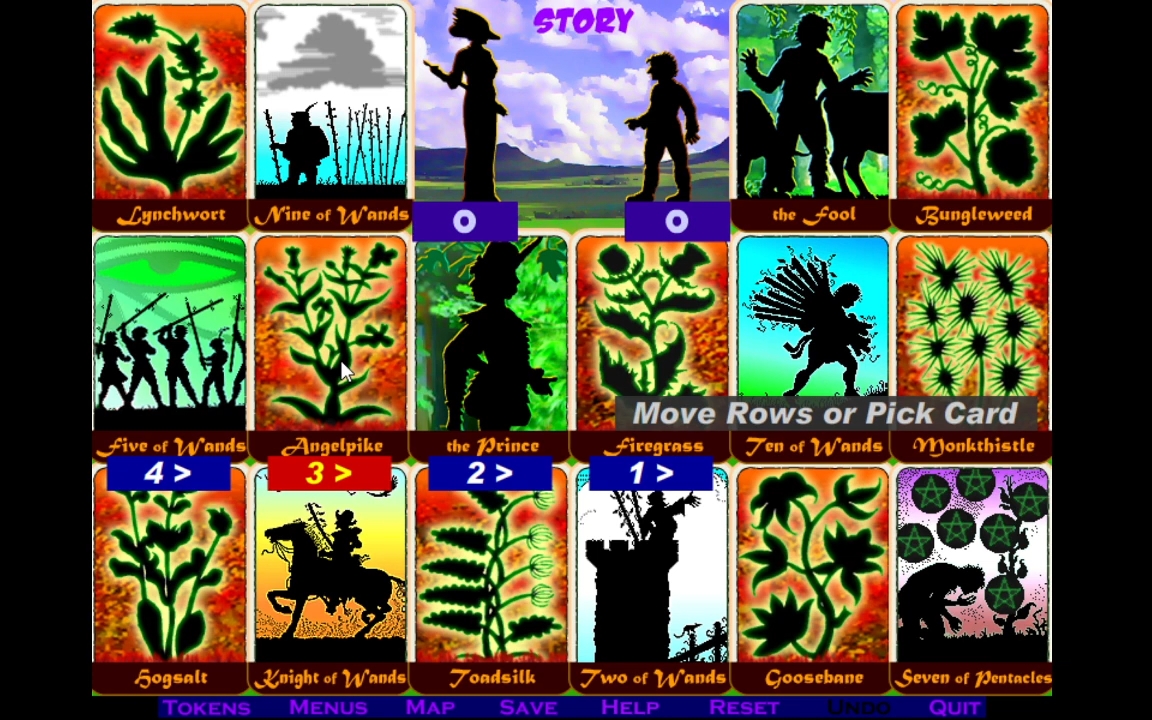 STORY
Lynchwort
Nine of Wands
0
0
the Fool
Bungleweed
Five of Wands
Angelpike
the Prince
Firegrass
Ten of Wands
Monkthistle
Move Rows or Pick Card
4 >
3 >
2 >
1 >
Hogsalt
Knight of Wands
Toadsilk
Two of Wands
Goosebane
Seven of Pentacles
Tokens Menus Map Save Help Reset Undo Quit